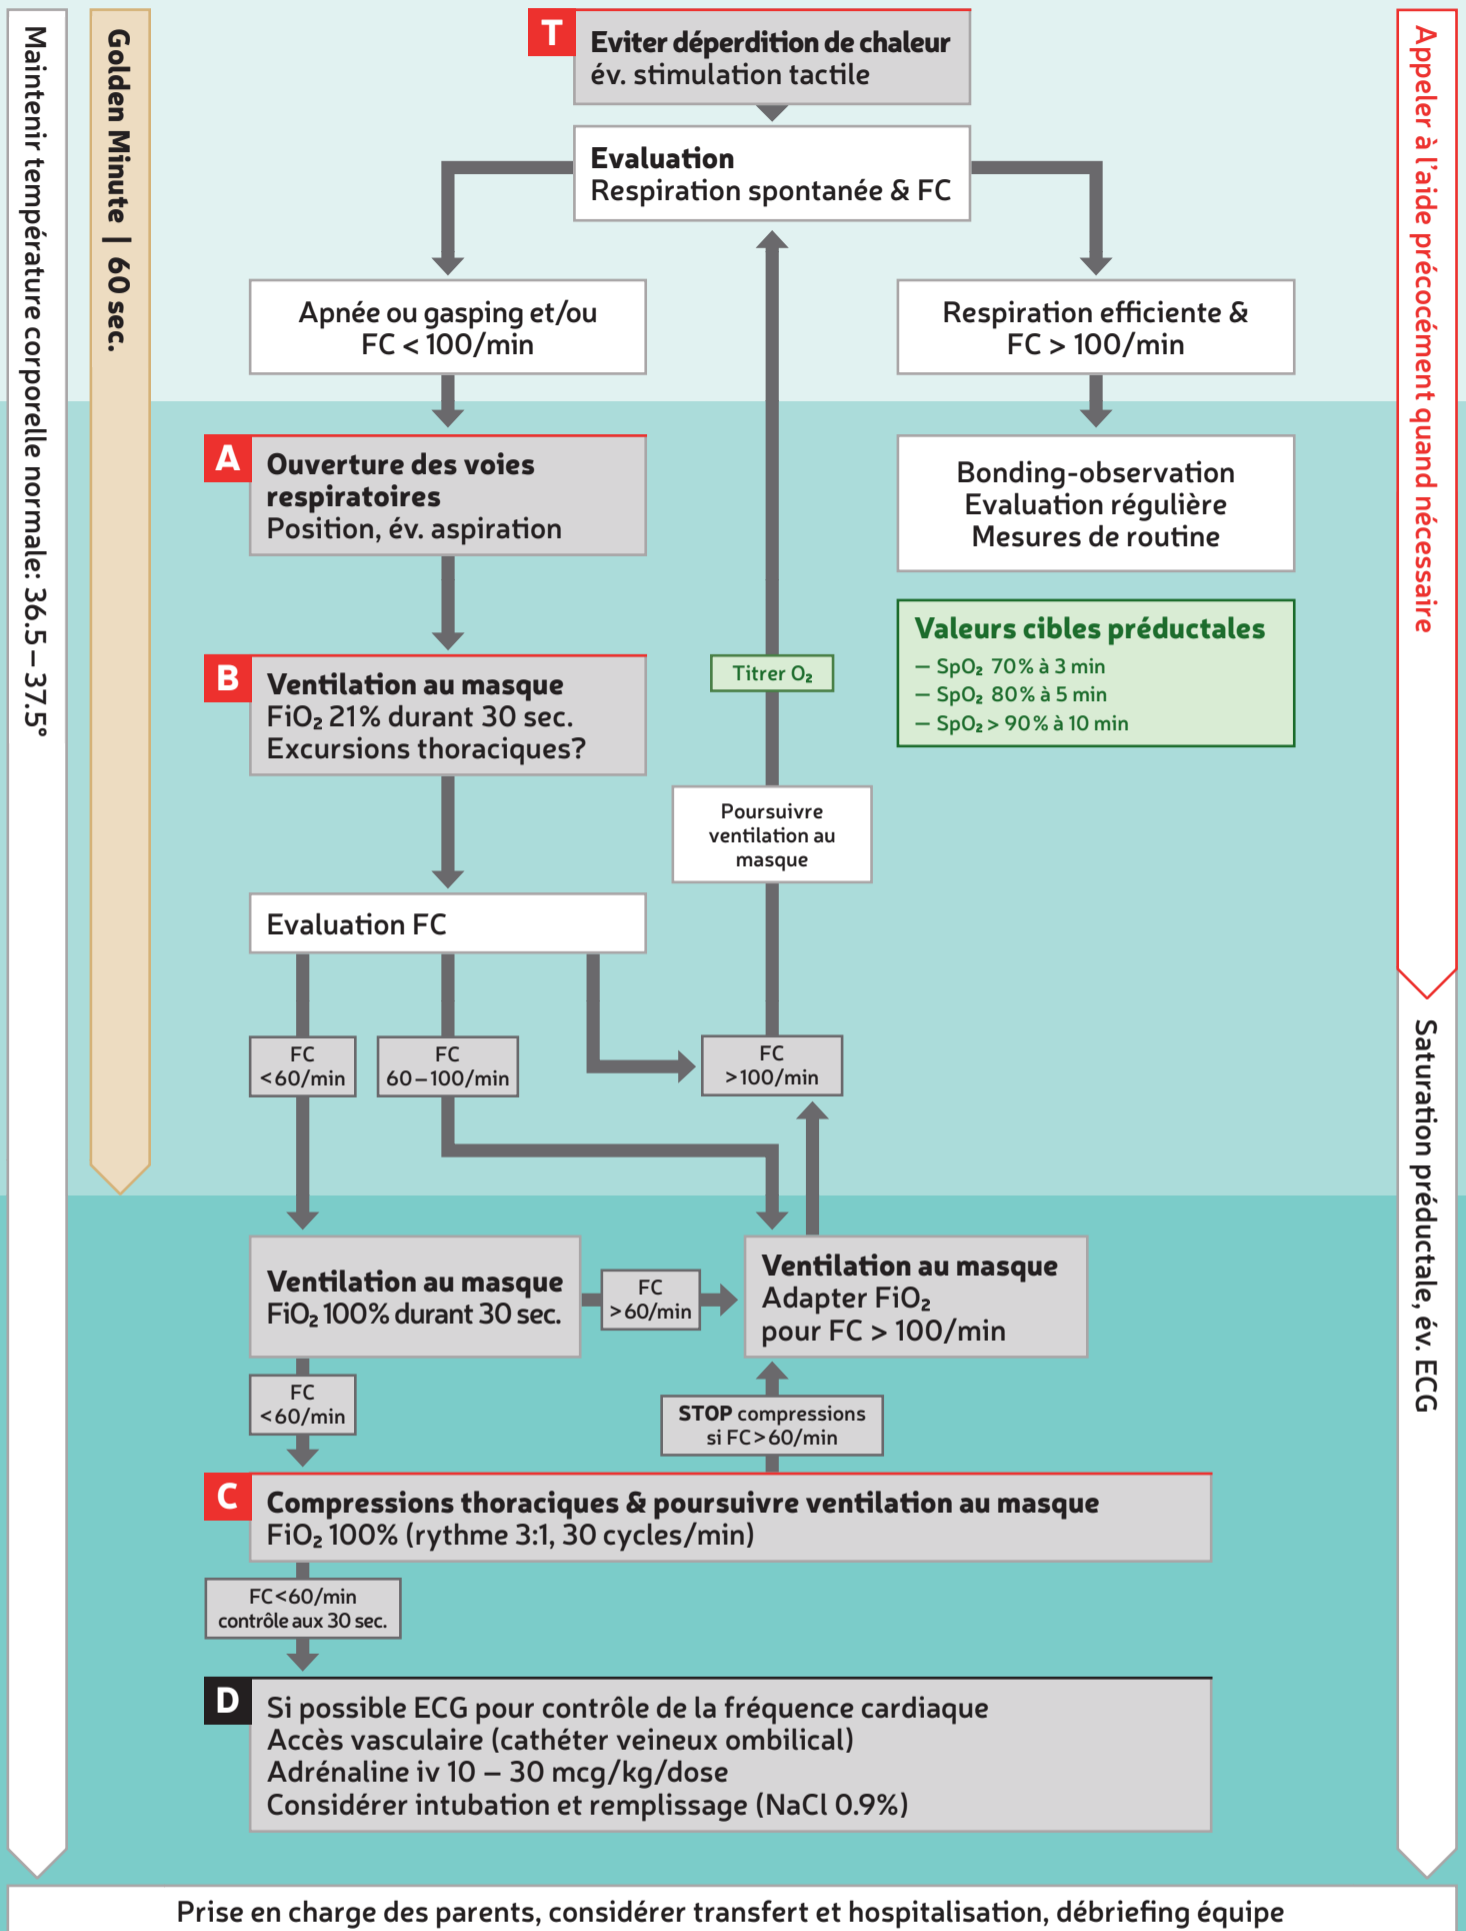 Maintenir température corporelle normale: 36.5 – 37.5°
Golden Minute | 60 sec.
T
Eviter déperdition de chaleur
év. stimulation tactile
Evaluation
Respiration spontanée & FC
Apnée ou gasping et/ou
FC < 100/min
Respiration efficiente &
FC > 100/min
A
Ouverture des voies
respiratoires
Position, év. aspiration
Bonding-observation
Evaluation régulière
Mesures de routine
Valeurs cibles préductales
– SpO₂ 70% à 3 min
– SpO₂ 80% à 5 min
– SpO₂ > 90% à 10 min
B
Ventilation au masque
FiO₂ 21% durant 30 sec.
Excursions thoraciques?
Titrer O₂
Poursuivre
ventilation au
masque
Evaluation FC
FC
<60/min
FC
60–100/min
FC
>100/min
Ventilation au masque
FiO₂ 100% durant 30 sec.
FC
>60/min
Ventilation au masque
Adapter FiO₂
pour FC > 100/min
FC
<60/min
STOP compressions
si FC>60/min
C
Compressions thoraciques & poursuivre ventilation au masque
FiO₂ 100% (rythme 3:1, 30 cycles/min)
FC<60/min
contrôle aux 30 sec.
D
Si possible ECG pour contrôle de la fréquence cardiaque
Accès vasculaire (cathéter veineux ombilical)
Adrénaline iv 10 – 30 mcg/kg/dose
Considérer intubation et remplissage (NaCl 0.9%)
Appeler à l'aide précocément quand nécessaire
Saturation préductale, év. ECG
Prise en charge des parents, considérer transfert et hospitalisation, débriefing équipe